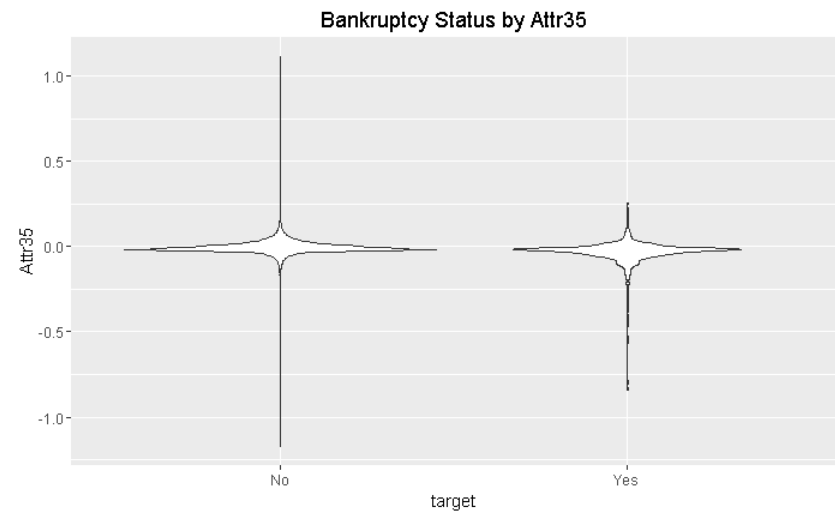 Bankruptcy Status by Attr35
1.0
0.5
0.0
-0.5
-1.0
Attr35
No Yes
target